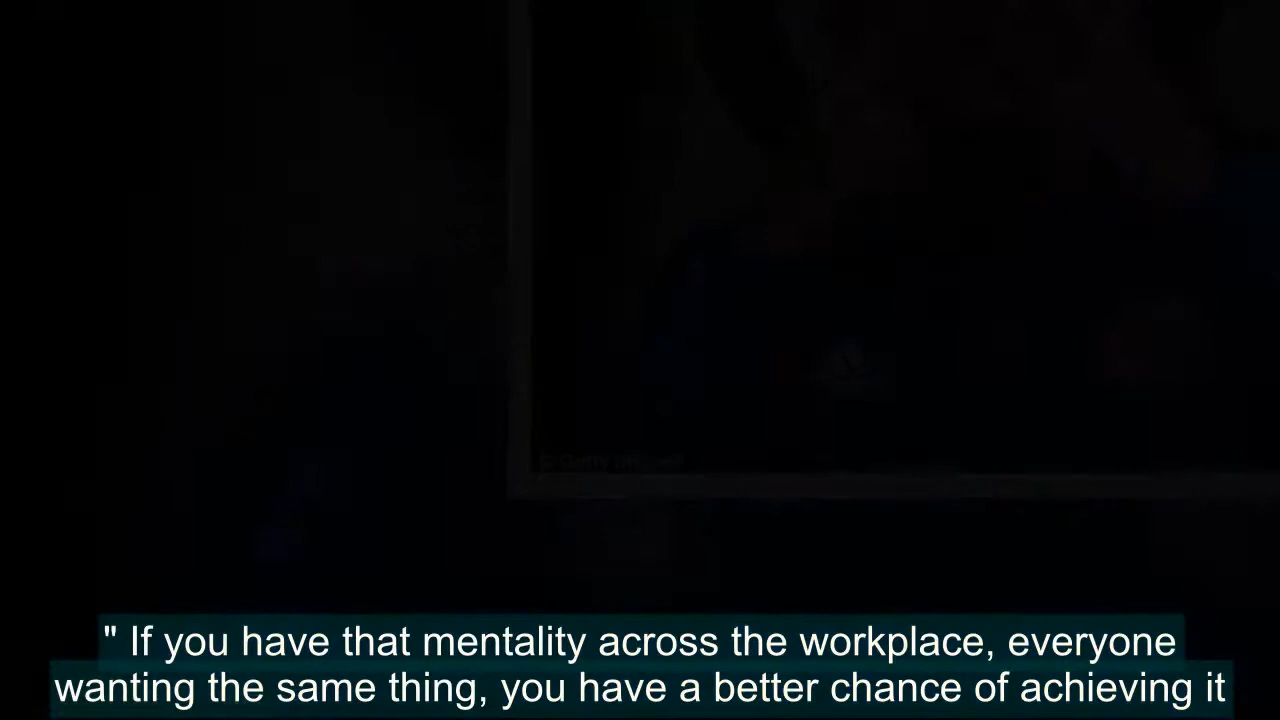 " If you have that mentality across the workplace, everyone
wanting the same thing, you have a better chance of achieving it